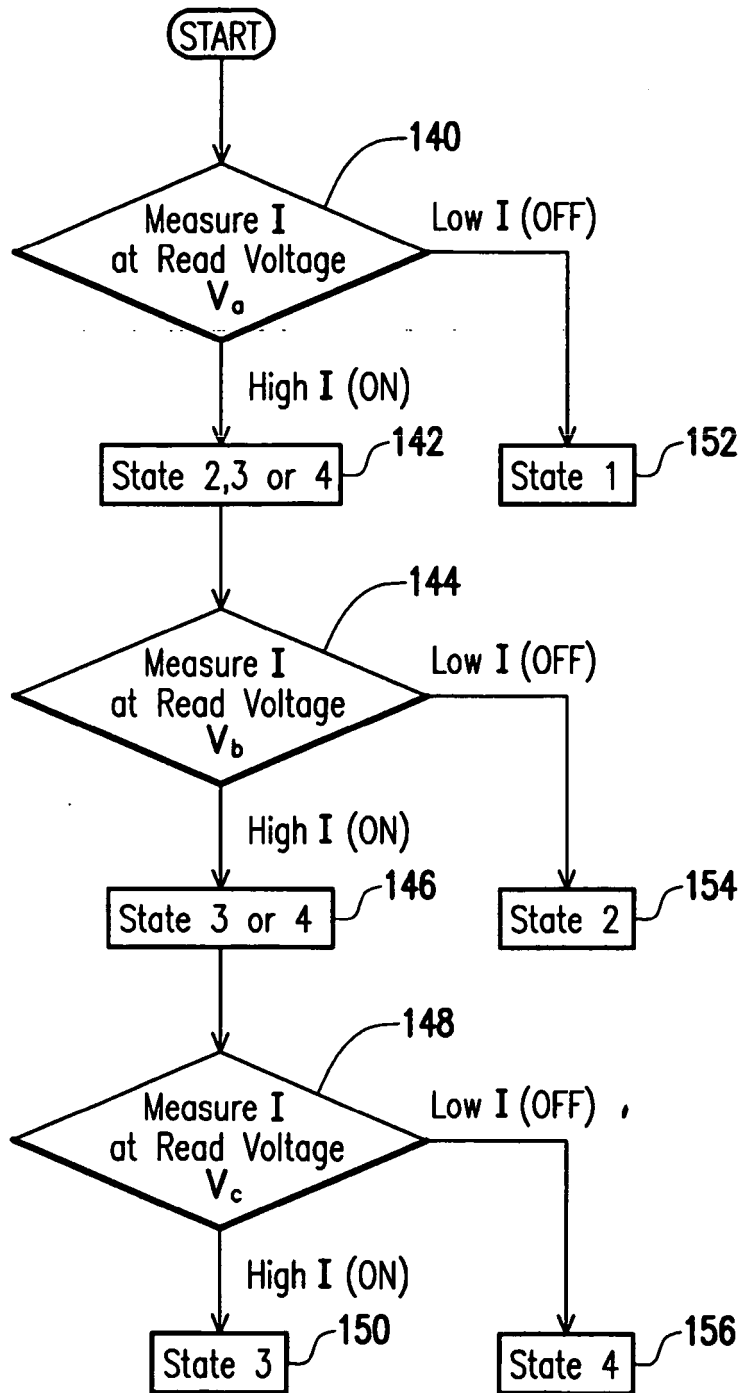 START
140
Measure I
at Read Voltage
Va
Low I (OFF)
High I (ON)
142
State 2,3 or 4
152
State 1
144
Measure I
at Read Voltage
Vb
Low I (OFF)
High I (ON)
146
State 3 or 4
154
State 2
148
Measure I
at Read Voltage
Vc
Low I (OFF)
High I (ON)
150
State 3
156
State 4